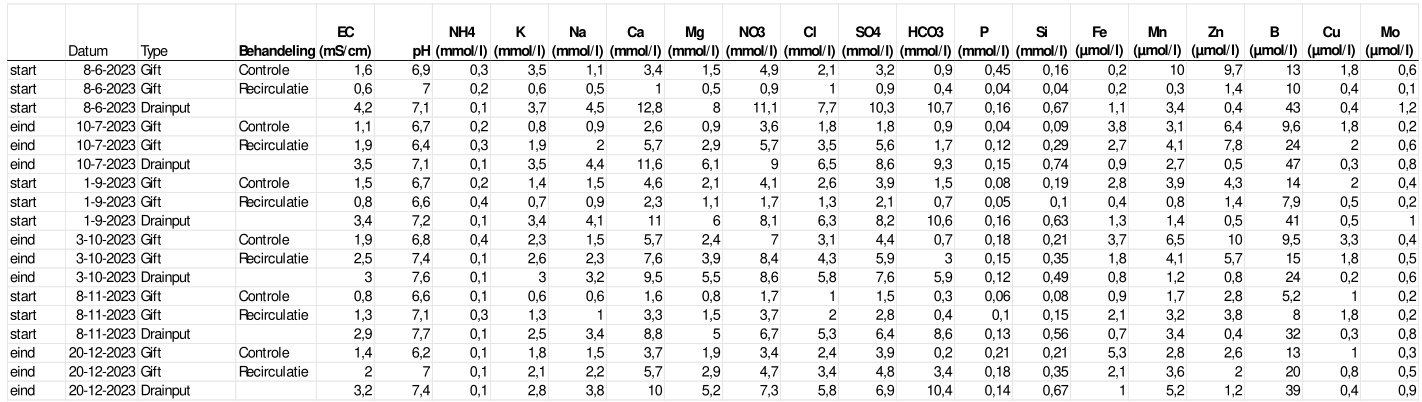 EC NH4 K Na Ca Mg NO3 Cl SO4 HCO3 P Si Fe Mn Zn B Cu Mo
Datum Type Behandeling (mS/cm) pH (mmol/l) (mmol/l) (mmol/l) (mmol/l) (mmol/l) (mmol/l) (mmol/l) (mmol/l) (mmol/l) (mmol/l) (mmol/l) (µmol/l) (µmol/l) (µmol/l) (µmol/l) (µmol/l) (µmol/l)
start 8-6-2023 Gift Controle 1,6 6,9 0,3 3,5 1,1 3,4 1,5 4,9 2,1 3,2 0,9 0,45 0,16 0,2 10 9,7 13 1,8 0,6
start 8-6-2023 Gift Recirculatie 0,6 7 0,2 0,6 0,5 1 0,5 0,9 1 0,9 0,4 0,04 0,04 0,2 0,3 1,4 10 0,4 0,1
start 8-6-2023 Drainput 4,2 7,1 0,1 3,7 4,5 12,8 8 11,1 7,7 10,3 10,7 0,16 0,67 1,1 3,4 0,4 43 0,4 1,2
eind 10-7-2023 Gift Controle 1,1 6,7 0,2 0,8 0,9 2,6 0,9 3,6 1,8 1,8 0,9 0,04 0,09 3,8 3,1 6,4 9,6 1,8 0,2
eind 10-7-2023 Gift Recirculatie 1,9 6,4 0,3 1,9 2 5,7 2,9 5,7 3,5 5,6 1,7 0,12 0,29 2,7 4,1 7,8 24 2 0,6
eind 10-7-2023 Drainput 3,5 7,1 0,1 3,5 4,4 11,6 6,1 9 6,5 8,6 9,3 0,15 0,74 0,9 2,7 0,5 47 0,3 0,8
start 1-9-2023 Gift Controle 1,5 6,7 0,2 1,4 1,5 4,6 2,1 4,1 2,6 3,9 1,5 0,08 0,19 2,8 3,9 4,3 14 2 0,4
start 1-9-2023 Gift Recirculatie 0,8 6,6 0,4 0,7 0,9 2,3 1,1 1,7 1,3 2,1 0,7 0,05 0,1 0,4 0,8 1,4 7,9 0,5 0,2
start 1-9-2023 Drainput 3,4 7,2 0,1 3,4 4,1 11 6 8,1 6,3 8,2 10,6 0,16 0,63 1,3 1,4 0,5 41 0,5 1
eind 3-10-2023 Gift Controle 1,9 6,8 0,4 2,3 1,5 5,7 2,4 7 3,1 4,4 0,7 0,18 0,21 3,7 6,5 10 9,5 3,3 0,4
eind 3-10-2023 Gift Recirculatie 2,5 7,4 0,1 2,6 2,3 7,6 3,9 8,4 4,3 5,9 3 0,15 0,35 1,8 4,1 5,7 15 1,8 0,5
eind 3-10-2023 Drainput 3 7,6 0,1 3 3,2 9,5 5,5 8,6 5,8 7,6 5,9 0,12 0,49 0,8 1,2 0,8 24 0,2 0,6
start 8-11-2023 Gift Controle 0,8 6,6 0,1 0,6 0,6 1,6 0,8 1,7 1 1,5 0,3 0,06 0,08 0,9 1,7 2,8 5,2 1 0,2
start 8-11-2023 Gift Recirculatie 1,3 7,1 0,3 1,3 1 3,3 1,5 3,7 2 2,8 0,4 0,1 0,15 2,1 3,2 3,8 8 1,8 0,2
start 8-11-2023 Drainput 2,9 7,7 0,1 2,5 3,4 8,8 5 6,7 5,3 6,4 8,6 0,13 0,56 0,7 3,4 0,4 32 0,3 0,8
eind 20-12-2023 Gift Controle 1,4 6,2 0,1 1,8 1,5 3,7 1,9 3,4 2,4 3,9 0,2 0,21 0,21 5,3 2,8 2,6 13 1 0,3
eind 20-12-2023 Gift Recirculatie 2 7 0,1 2,1 2,2 5,7 2,9 4,7 3,4 4,8 3,4 0,18 0,35 2,1 3,6 2 20 0,8 0,5
eind 20-12-2023 Drainput 3,2 7,4 0,1 2,8 3,8 10 5,2 7,3 5,8 6,9 10,4 0,14 0,67 1 5,2 1,2 39 0,4 0,9